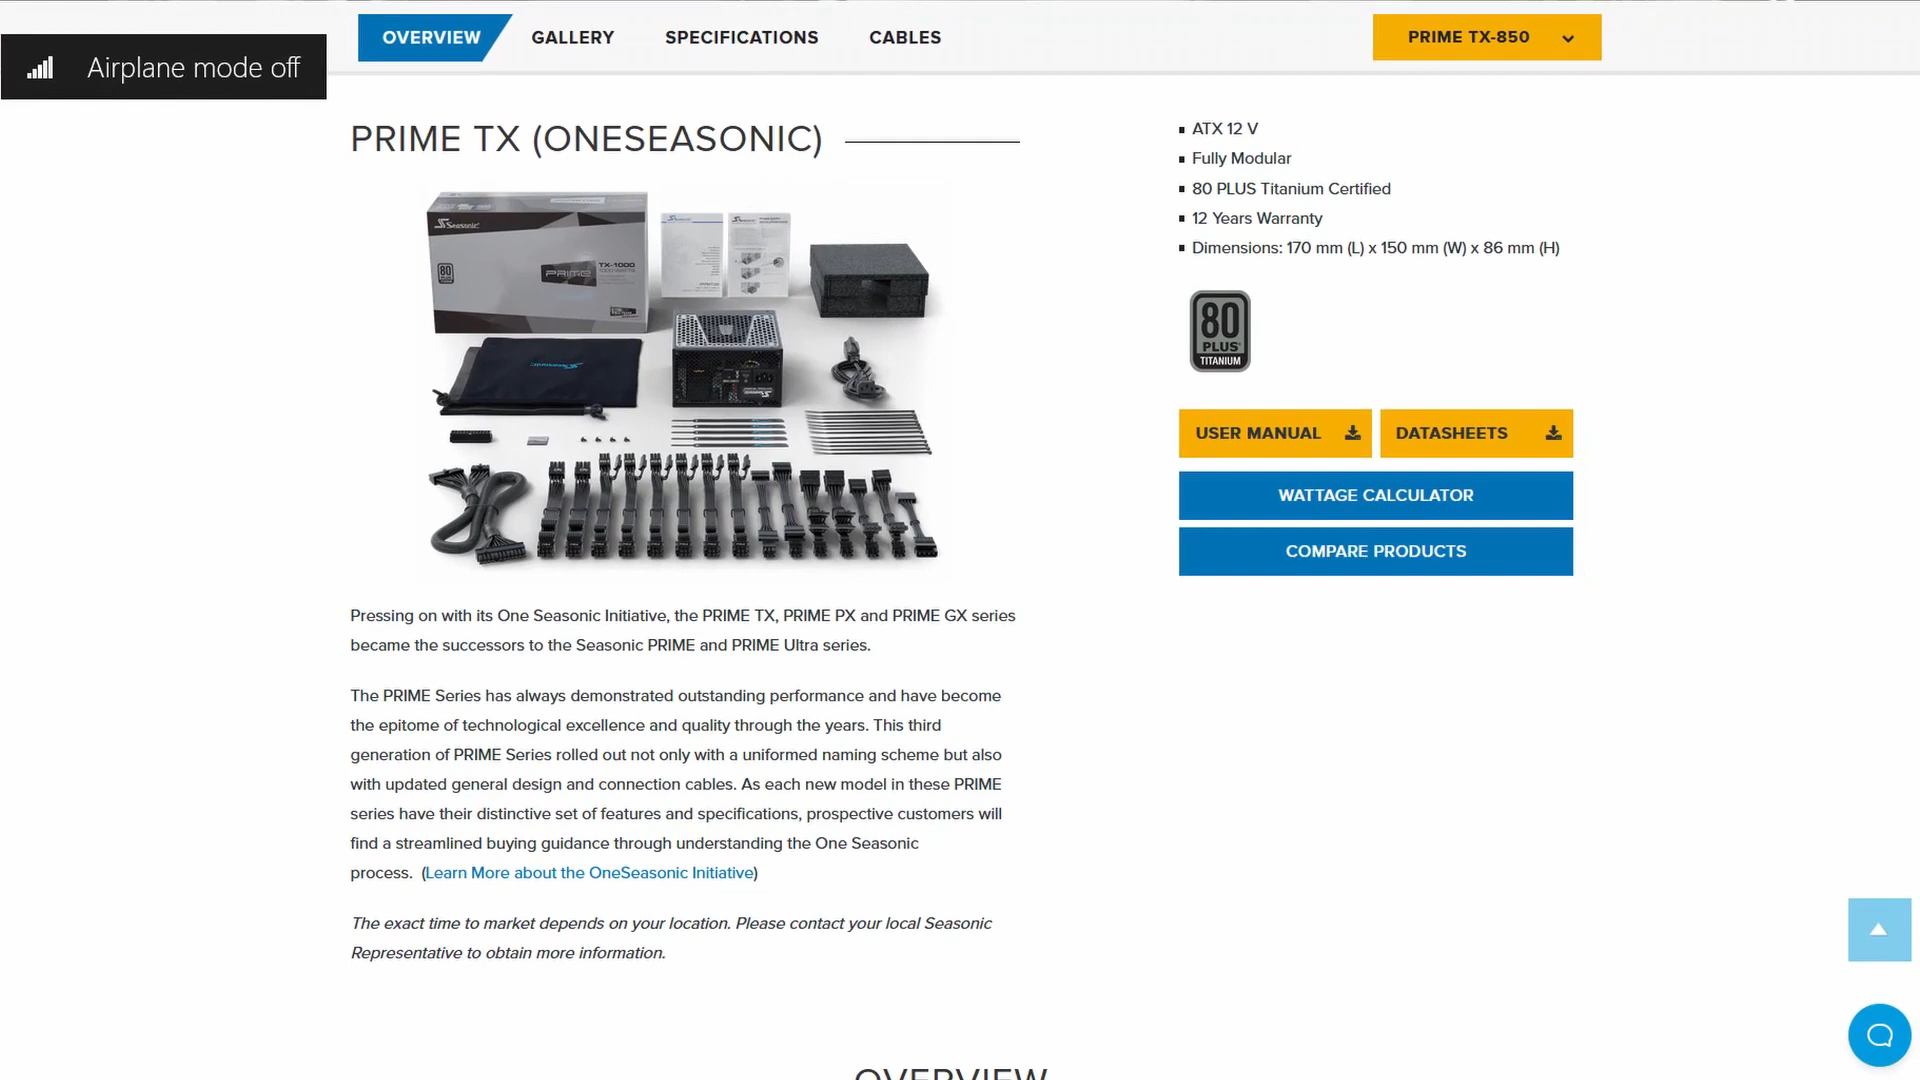 OVERVIEW
GALLERY
SPECIFICATIONS
CABLES
PRIME TX-850
Airplane mode off
PRIME TX (ONESEASONIC)
Seasonic
PRIME
TX-1000
Pressing on with its One Seasonic Initiative, the PRIME TX, PRIME PX and PRIME GX series
became the successors to the Seasonic PRIME and PRIME Ultra series.
The PRIME Series has always demonstrated outstanding performance and have become
the epitome of technological excellence and quality through the years. This third
generation of PRIME Series rolled out not only with a uniformed naming scheme but also
with updated general design and connection cables. As each new model in these PRIME
series have their distinctive set of features and specifications, prospective customers will
find a streamlined buying guidance through understanding the One Seasonic
process. (Learn More about the OneSeasonic Initiative)
The exact time to market depends on your location. Please contact your local Seasonic
Representative to obtain more information.
ATX 12 V
Fully Modular
80 PLUS Titanium Certified
12 Years Warranty
Dimensions: 170 mm (L) x 150 mm (W) x 86 mm (H)
80
PLUS
TITANIUM
USER MANUAL
DATASHEETS
WATTAGE CALCULATOR
COMPARE PRODUCTS
OVERVIEW